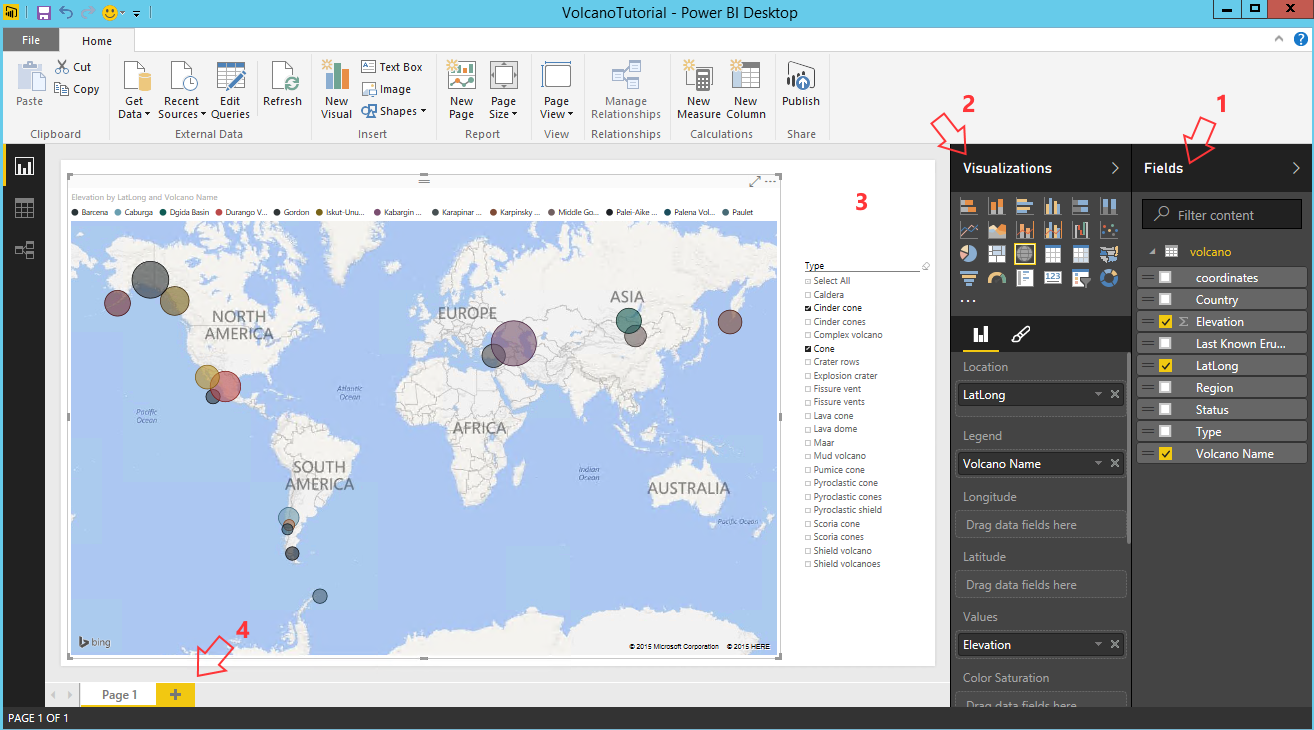 VolcanoTutorial - Power BI Desktop
File
Home
Paste
Cut
Copy
Clipboard
Get Data
Recent Sources
Edit Queries
Refresh
External Data
New Visual
Text Box
Image
Shapes
Insert
New Page
Page Size
Report
Page View
View
Manage Relationships
Relationships
New Measure
New Column
Calculations
Publish
Share
1
2
3
4
Elevation by LatLong and Volcano Name
Barcena Caburga Dgida Basin Durango V... Gordon Iskut-Unu... Kabargin ... Karapinar ... Karpinsky ... Middle Go... Palei-Aike ... Palena Vol... Paulet
NORTH AMERICA
EUROPE
ASIA
Atlantic Ocean
Pacific Ocean
AFRICA
SOUTH AMERICA
Indian Ocean
AUSTRALIA
Pacific Ocean
bing
© 2015 Microsoft Corporation © 2015 HERE
Type
Select All
Caldera
Cinder cone
Cinder cones
Complex volcano
Cone
Crater rows
Explosion crater
Fissure vent
Fissure vents
Lava cone
Lava dome
Maar
Mud volcano
Pumice cone
Pyroclastic cone
Pyroclastic cones
Pyroclastic shield
Scoria cone
Scoria cones
Shield volcano
Shield volcanoes
Visualizations
123
Location
LatLong
Legend
Volcano Name
Longitude
Drag data fields here
Latitude
Drag data fields here
Values
Elevation
Color Saturation
Drag data fields here
Fields
Filter content
volcano
coordinates
Country
Σ Elevation
Last Known Eru...
LatLong
Region
Status
Type
Volcano Name
Page 1
PAGE 1 OF 1